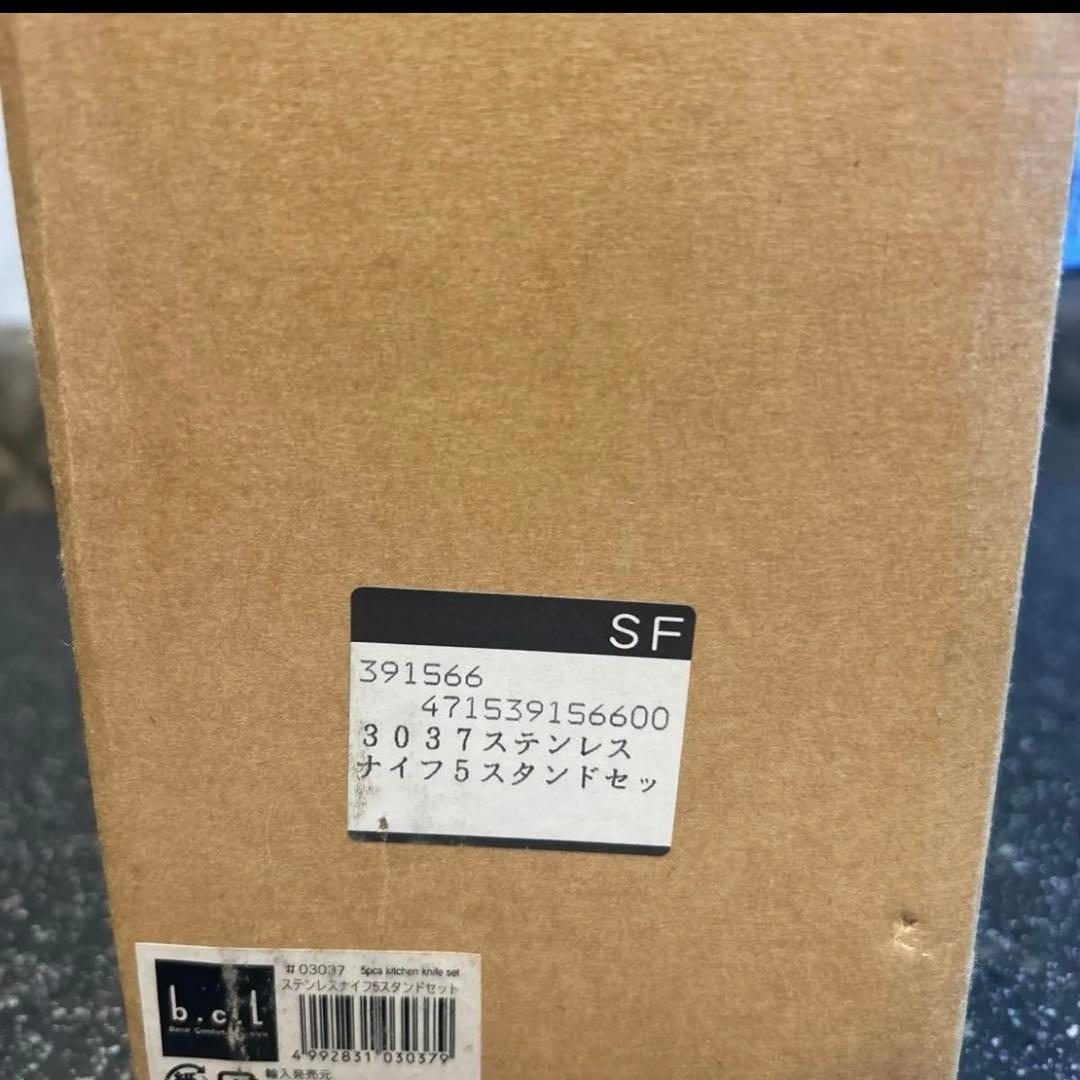 SF
391566
471539156600
3037ステンレス
ナイフ5スタンドセッ
#03037 5pcs kitchen knife set
ステンレスナイフ5スタンドセット
b.c.l
4 992831 030379
輸入発売元